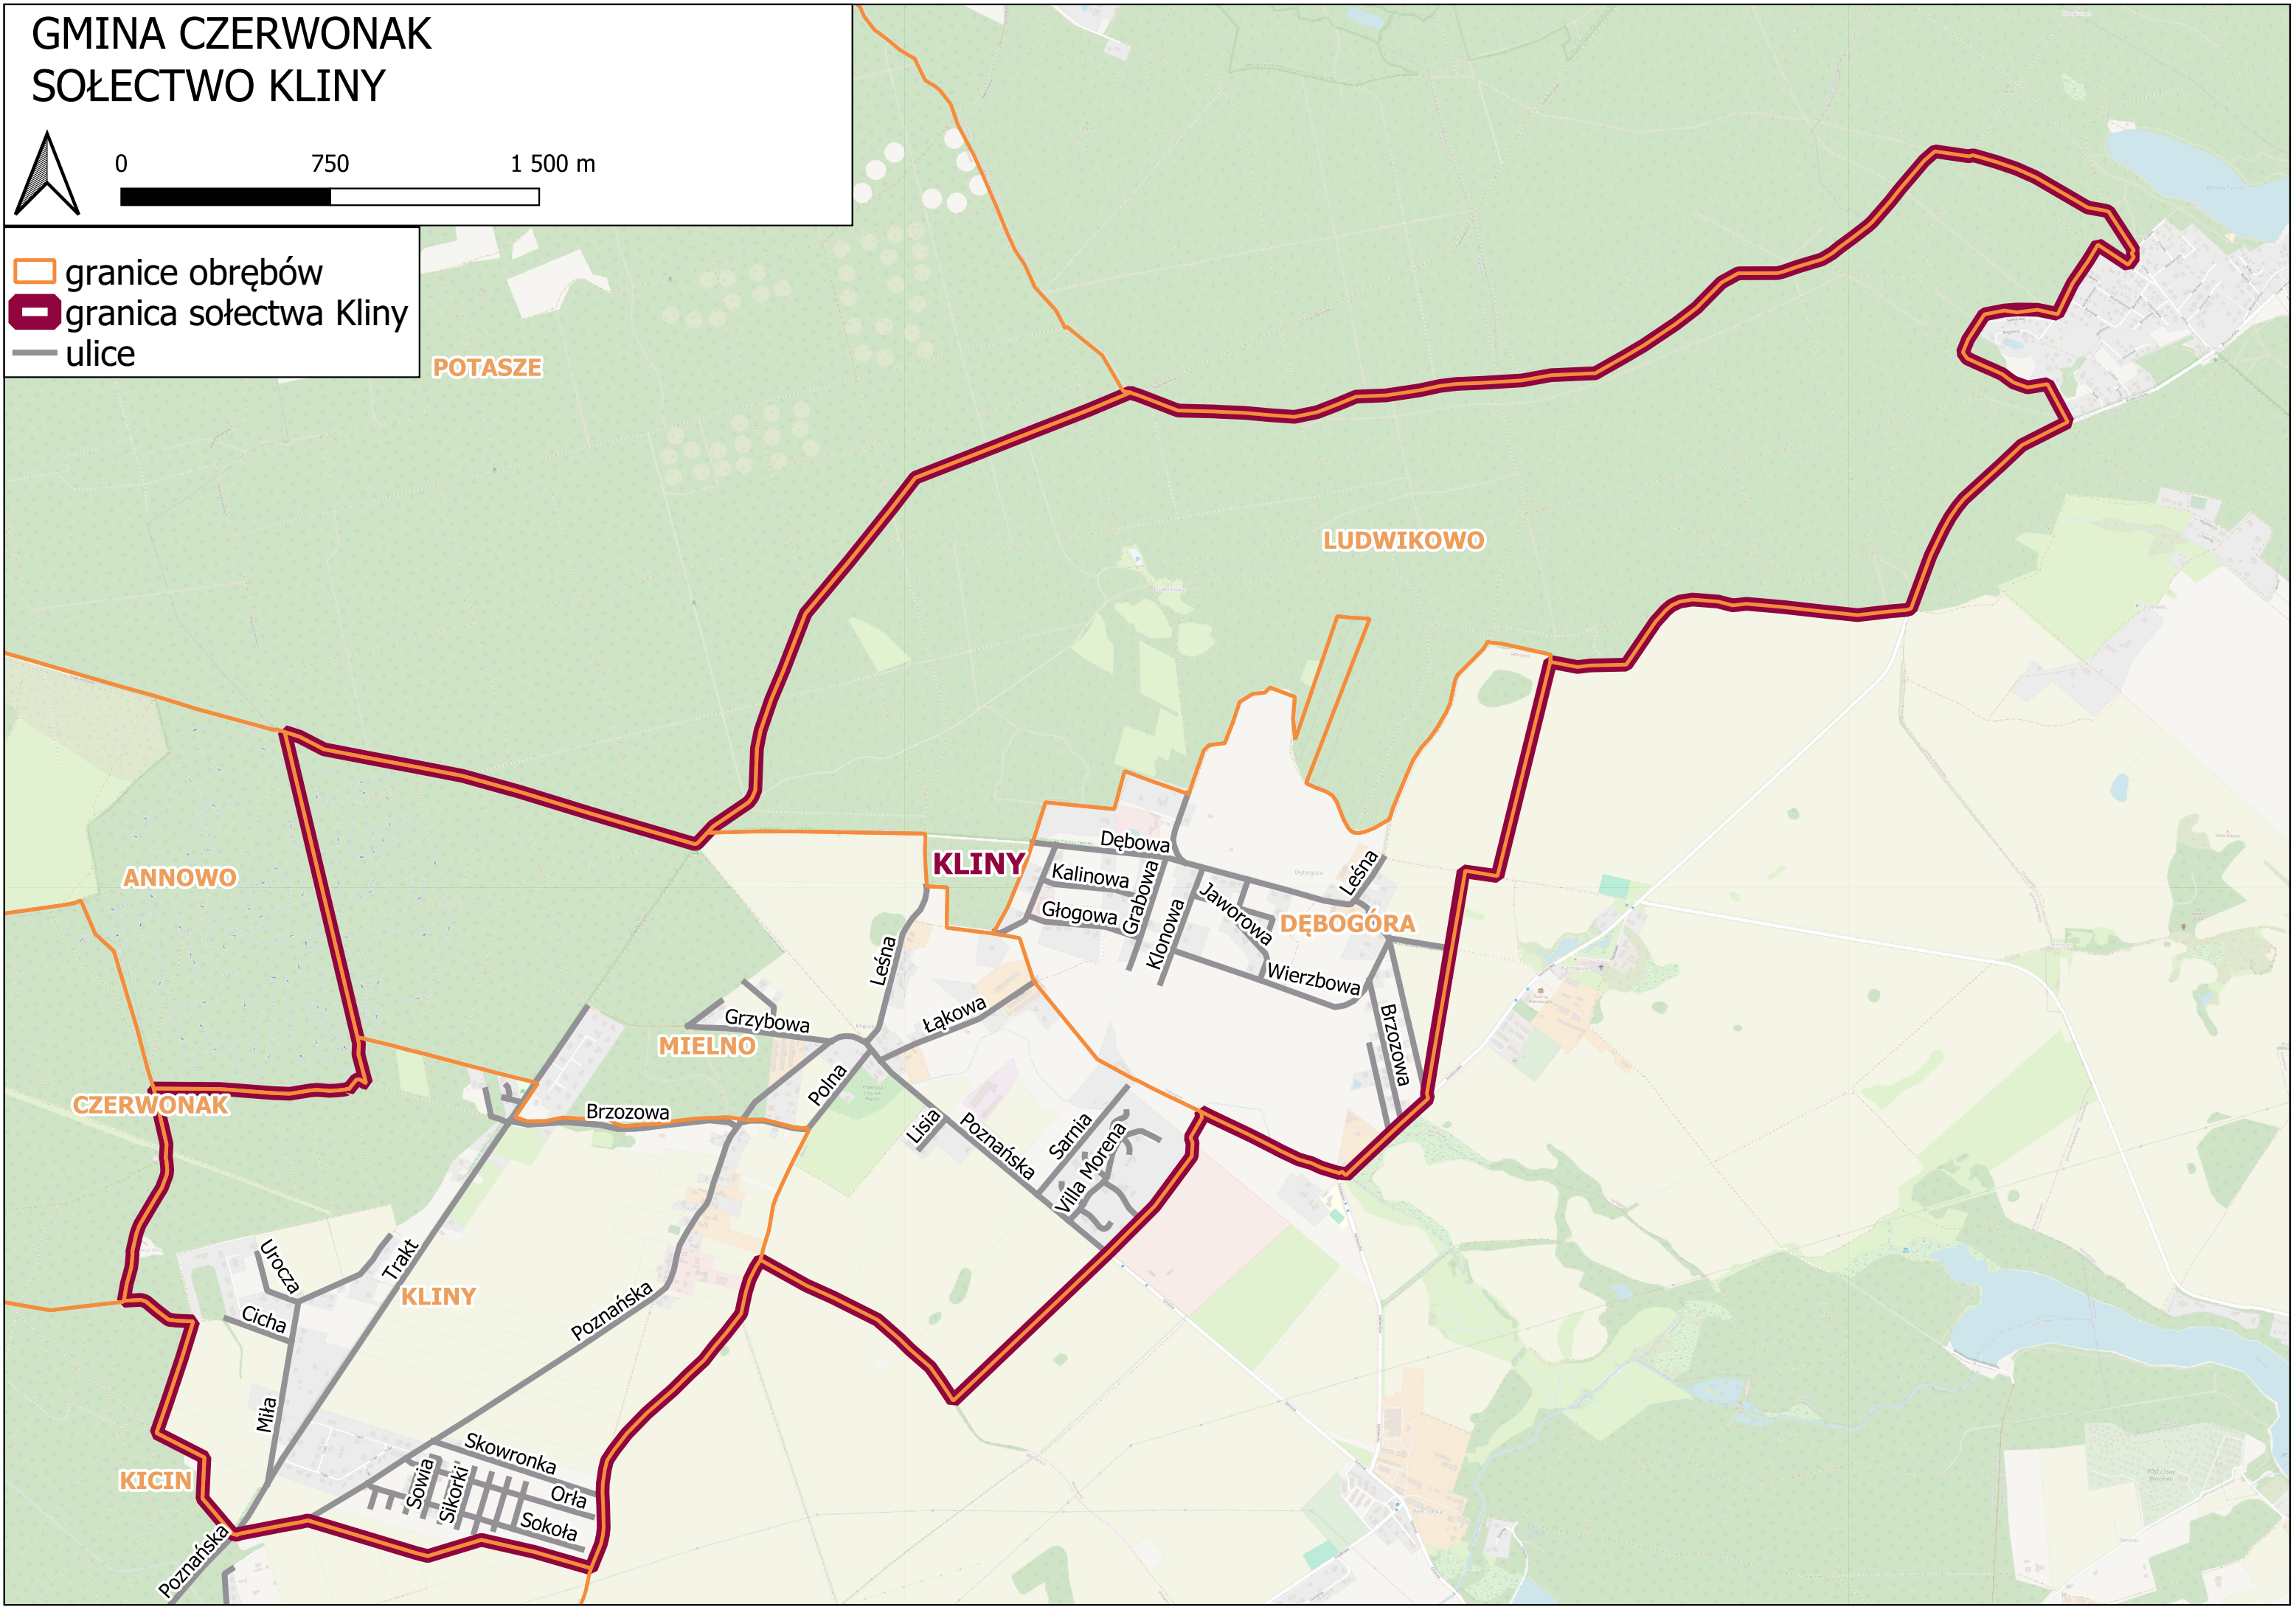 GMINA CZERWONAK
SOŁECTWO KLINY
0 750 1 500 m
granice obrębów
granica sołectwa Kliny
ulice
POTASZE
LUDWIKOWO
ANNOWO
KLINY
Dębowa
Kalinowa
Głogowa
Grabowa
Klonowa
Jaworowa
Leśna
DĘBOGÓRA
Wierzbowa
Brzozowa
Leśna
Łąkowa
Grzybowa
MIELNO
Polna
CZERWONAK
Brzozowa
Lisia
Poznańska
Sarnia
Villa Morena
Urocza
Trakt
Cicha
KLINY
Poznańska
Miła
Skowronka
Sowia
Sikorki
Orła
Sokoła
KICIN
Poznańska